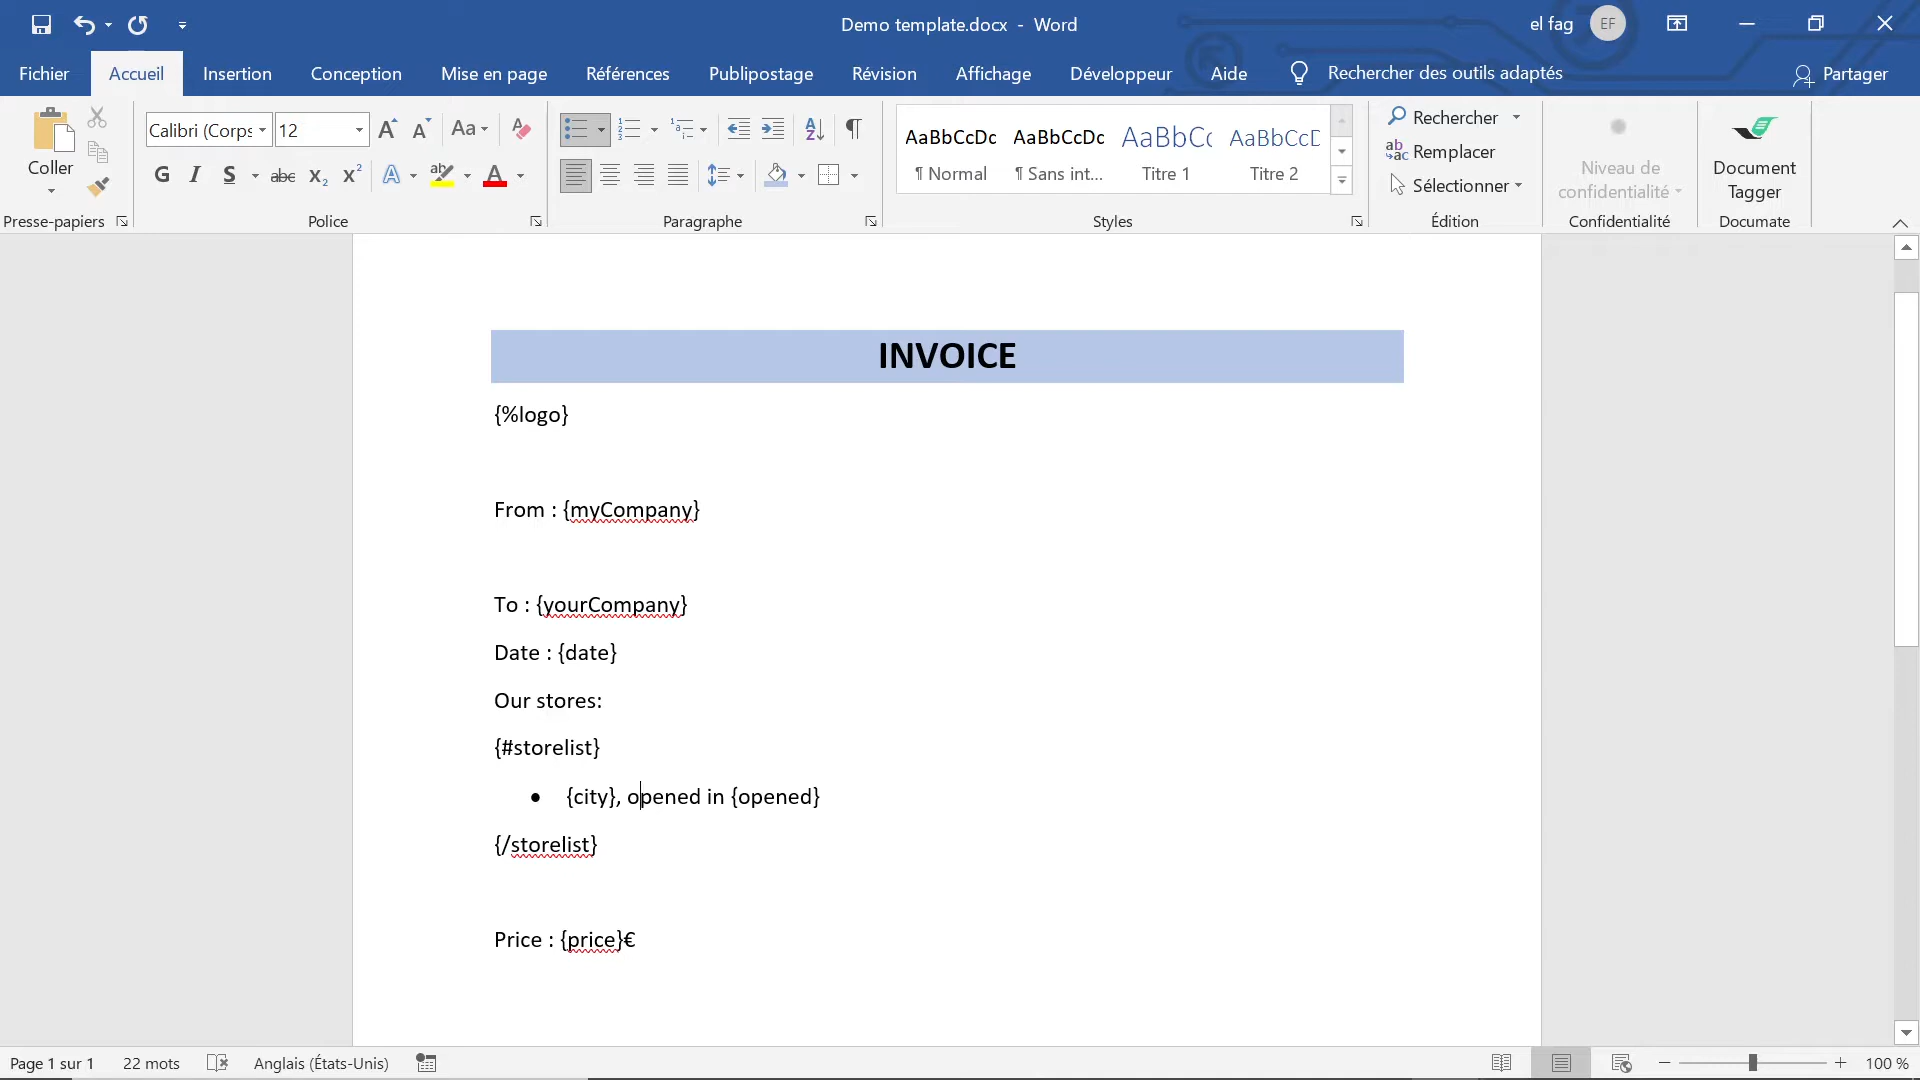 Demo template.docx - Word
el fag
EF
Fichier
Accueil
Insertion
Conception
Mise en page
Références
Publipostage
Révision
Affichage
Développeur
Aide
Rechercher des outils adaptés
Partager
Coller
Presse-papiers
Calibri (Corps
12
Aa
G I S abc x₂ x² A ab A
Police
Paragraphe
AaBbCcDc
¶ Normal
AaBbCcDc
¶ Sans int...
AaBbCc
Titre 1
AaBbCcD
Titre 2
Styles
Rechercher
Remplacer
Sélectionner
Édition
Niveau de
confidentialité
Confidentialité
Document
Tagger
Documate
INVOICE
{%logo}
From : {myCompany}
To : {yourCompany}
Date : {date}
Our stores:
{#storelist}
• {city}, opened in {opened}
{/storelist}
Price : {price}€
Page 1 sur 1
22 mots
Anglais (États-Unis)
100 %